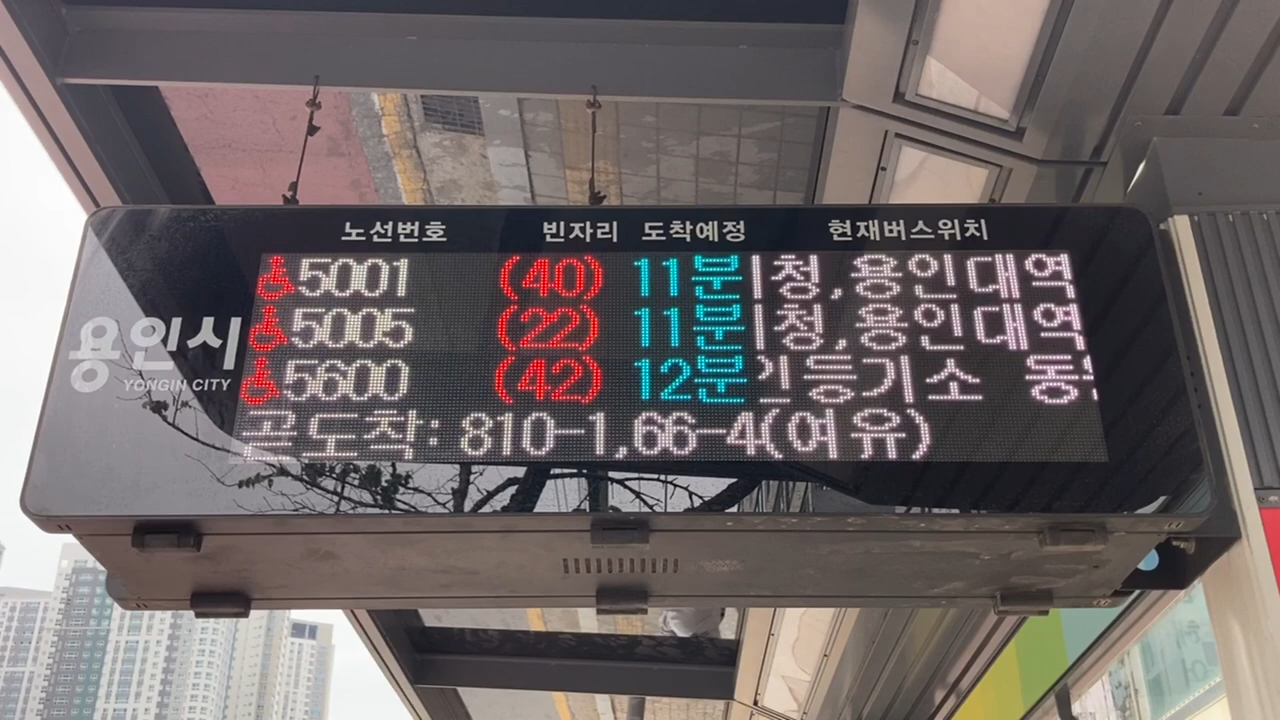 노선번호 빈자리 도착예정 현재버스위치
5001 (40) 11분 청,용인대역
5005 (22) 11분 청,용인대역
5600 (42) 12분 등기소 동
곧도착: 810-1,66-4(여유)
용인시
YONGIN CITY